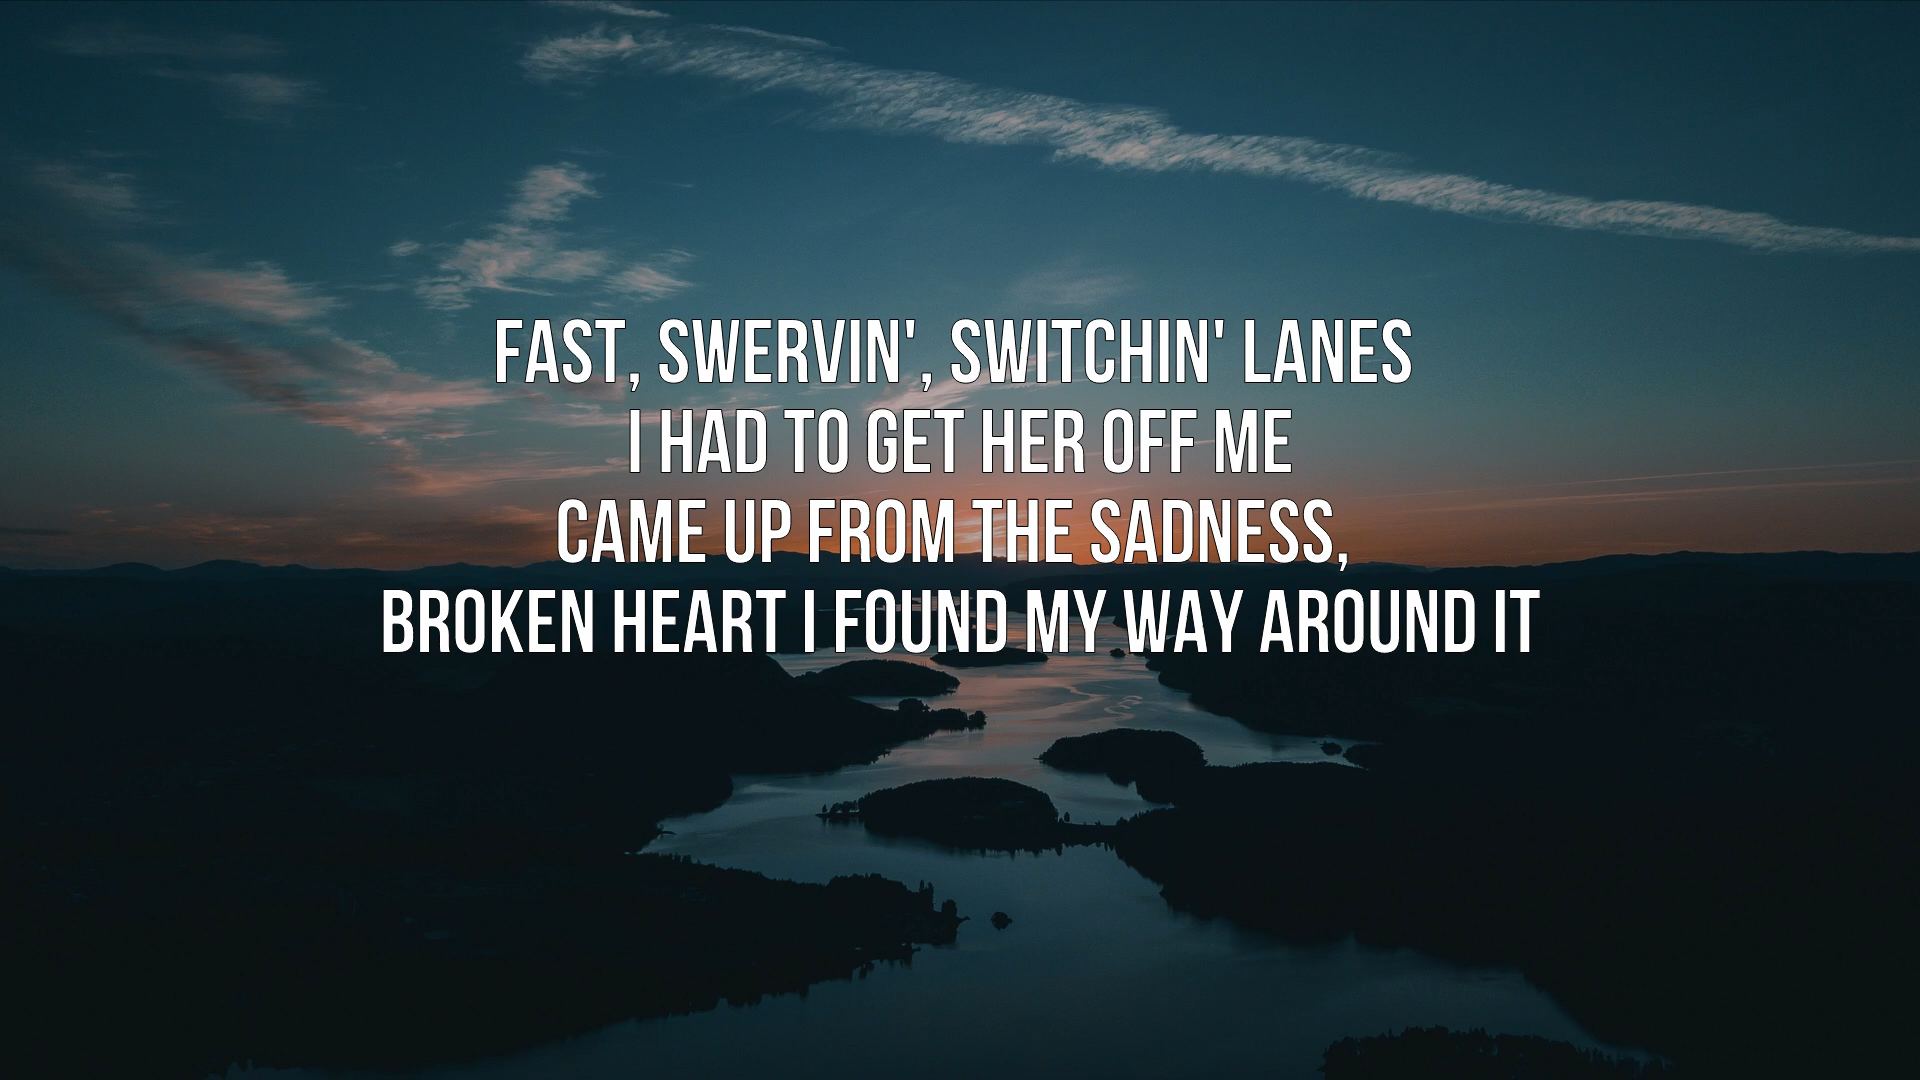 FAST, SWERVIN', SWITCHIN' LANES
I HAD TO GET HER OFF ME
CAME UP FROM THE SADNESS,
BROKEN HEART I FOUND MY WAY AROUND IT